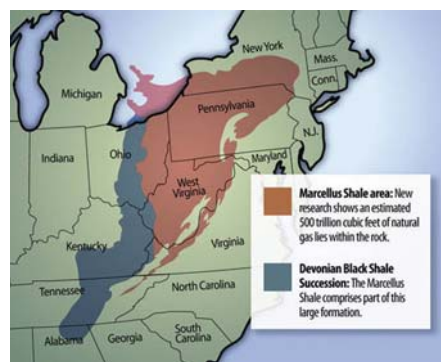 New York
Mass.
Conn.
Michigan
Pennsylvania
N.J.
Ohio
Indiana
Maryland
West
Virginia
Virginia
Kentucky
Tennessee
North Carolina
South
Carolina
Alabama
Georgia
Marcellus Shale area: New
research shows an estimated
500 trillion cubic feet of natural
gas lies within the rock.
Devonian Black Shale
Succession: The Marcellus
Shale comprises part of this
large formation.